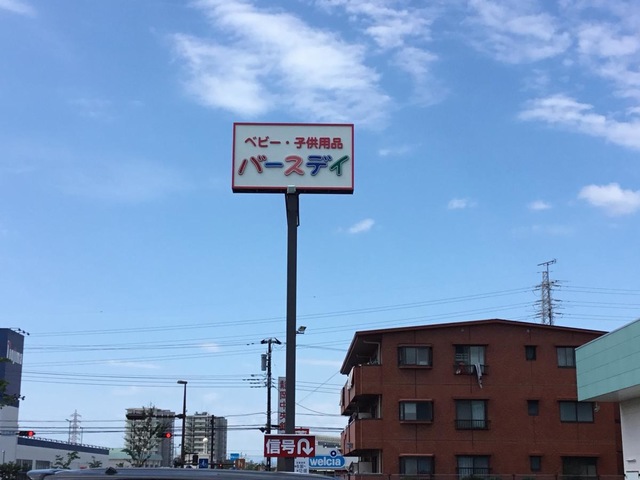 ベビー・子供用品
バースデイ
信号
welcia